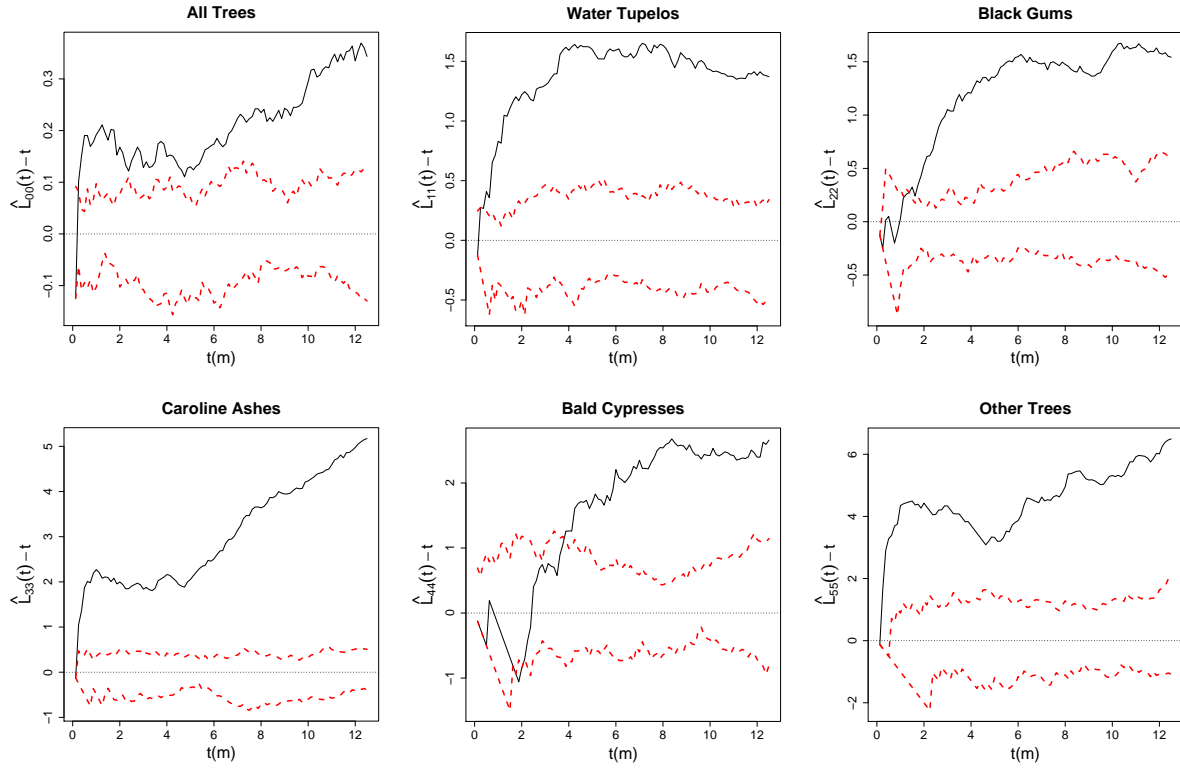 All Trees
L̂₀₀(t) − t
−0.1 0.0 0.1 0.2 0.3
0 2 4 6 8 10 12
t(m)
Water Tupelos
L̂₁₁(t) − t
−0.5 0.0 0.5 1.0 1.5
0 2 4 6 8 10 12
t(m)
Black Gums
L̂₂₂(t) − t
−0.5 0.0 0.5 1.0 1.5
0 2 4 6 8 10 12
t(m)
Caroline Ashes
L̂₃₃(t) − t
−1 0 1 2 3 4 5
0 2 4 6 8 10 12
t(m)
Bald Cypresses
L̂₄₄(t) − t
−1 0 1 2
0 2 4 6 8 10 12
t(m)
Other Trees
L̂₅₅(t) − t
−2 0 2 4 6
0 2 4 6 8 10 12
t(m)